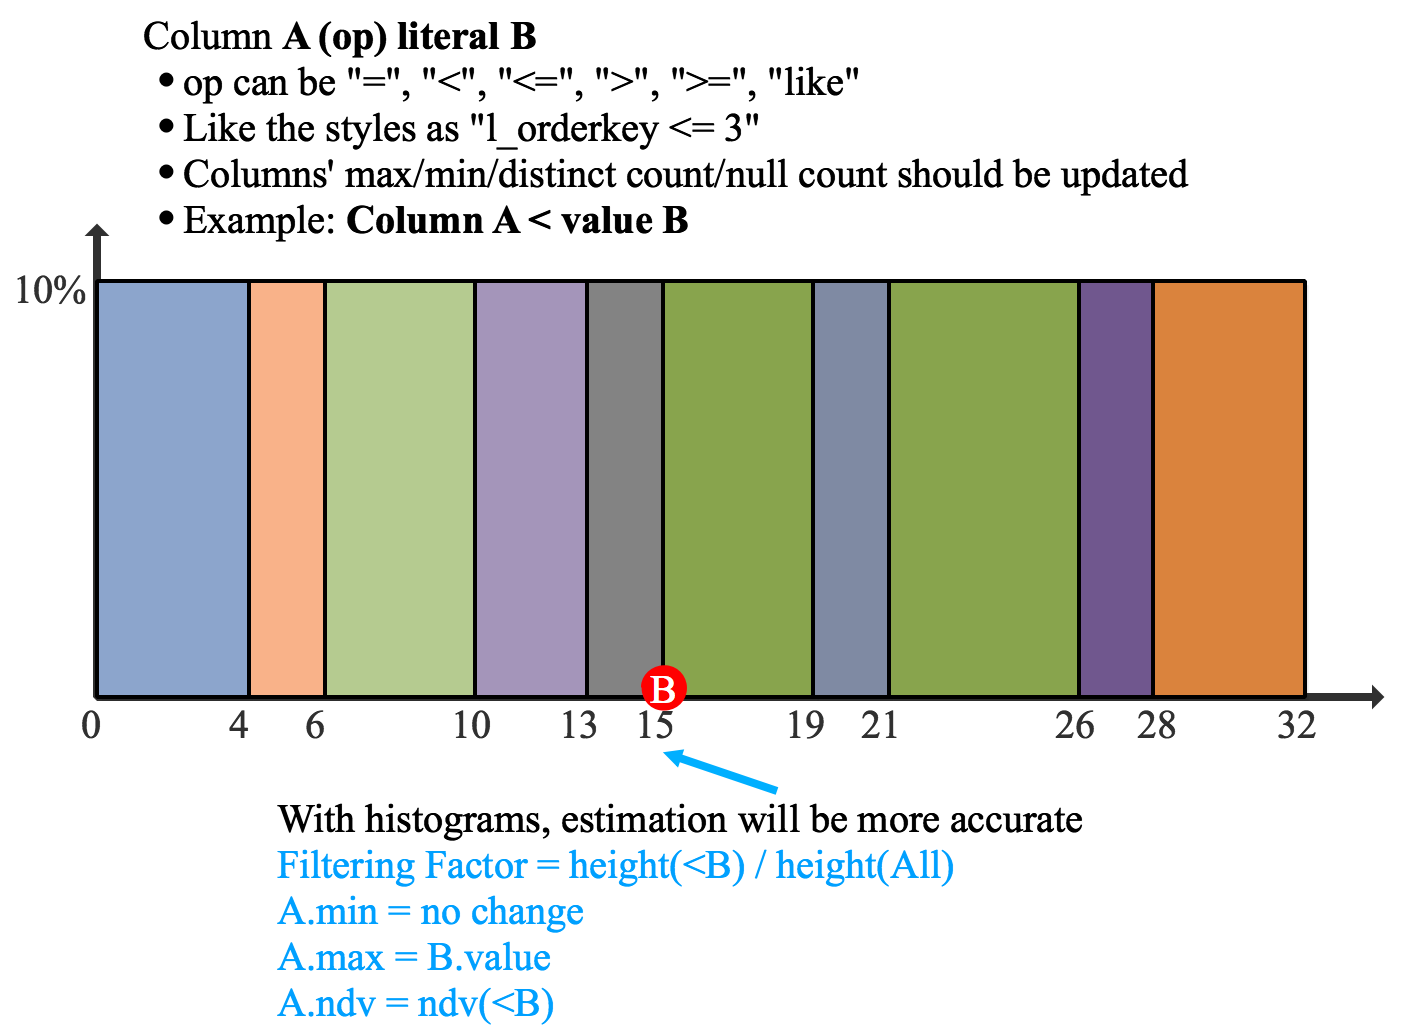 Column A (op) literal B
• op can be "=", "<", "<=", ">", ">=", "like"
• Like the styles as "l_orderkey <= 3"
• Columns' max/min/distinct count/null count should be updated
• Example: Column A < value B
10%
B
0 4 6 10 13 15 19 21 26 28 32
With histograms, estimation will be more accurate
Filtering Factor = height(<B) / height(All)
A.min = no change
A.max = B.value
A.ndv = ndv(<B)